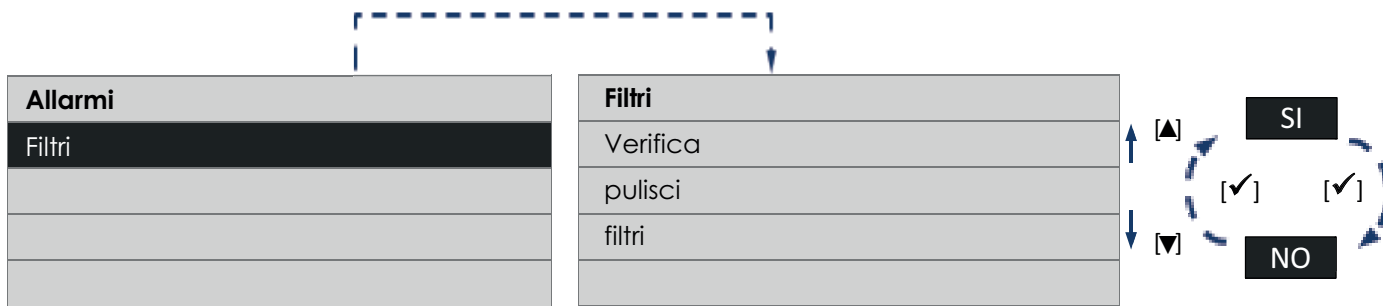 Allarmi
Filtri
Filtri
Verifica
pulisci
filtri
[▲]
[▼]
SI
[✓] [✓]
NO